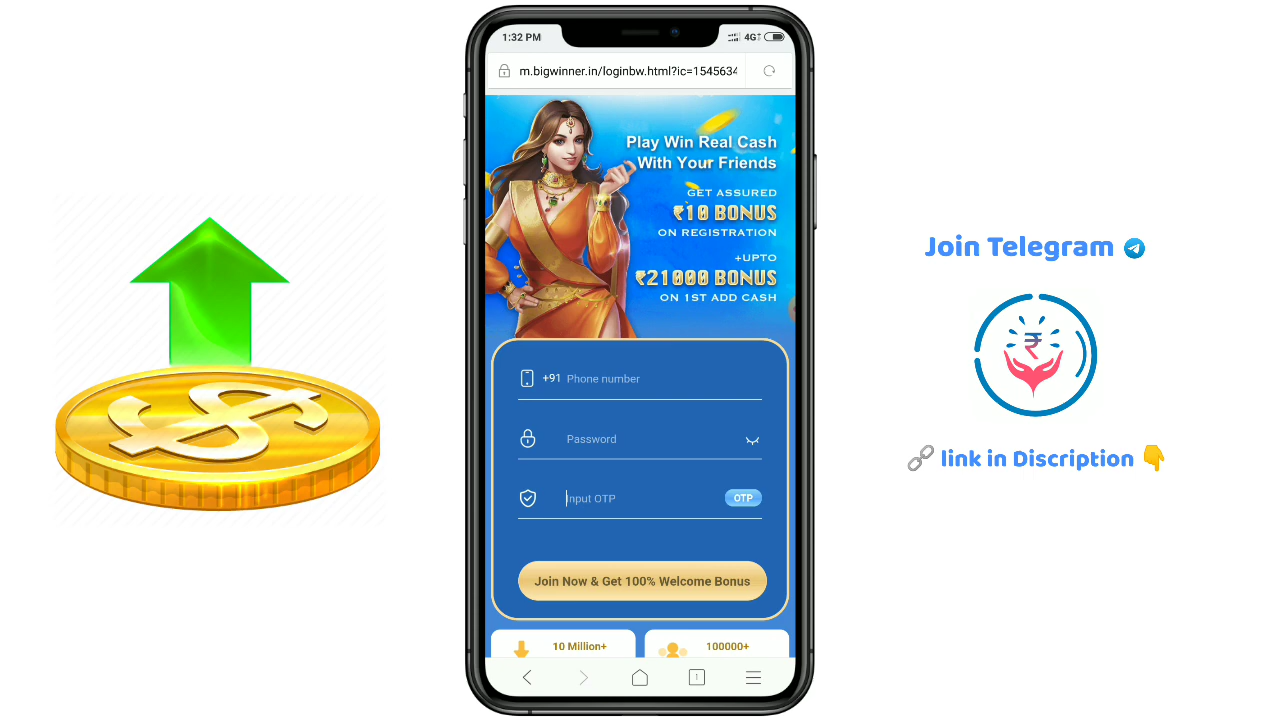 1:32 PM
4G
m.bigwinner.in/loginbw.html?ic=1545634
Play Win Real Cash
With Your Friends
GET ASSURED
₹10 BONUS
ON REGISTRATION
+UPTO
₹21000 BONUS
ON 1ST ADD CASH
+91 Phone number
Password
Input OTP
OTP
Join Now & Get 100% Welcome Bonus
10 Million+
100000+
1
Join Telegram
₹
link in Discription